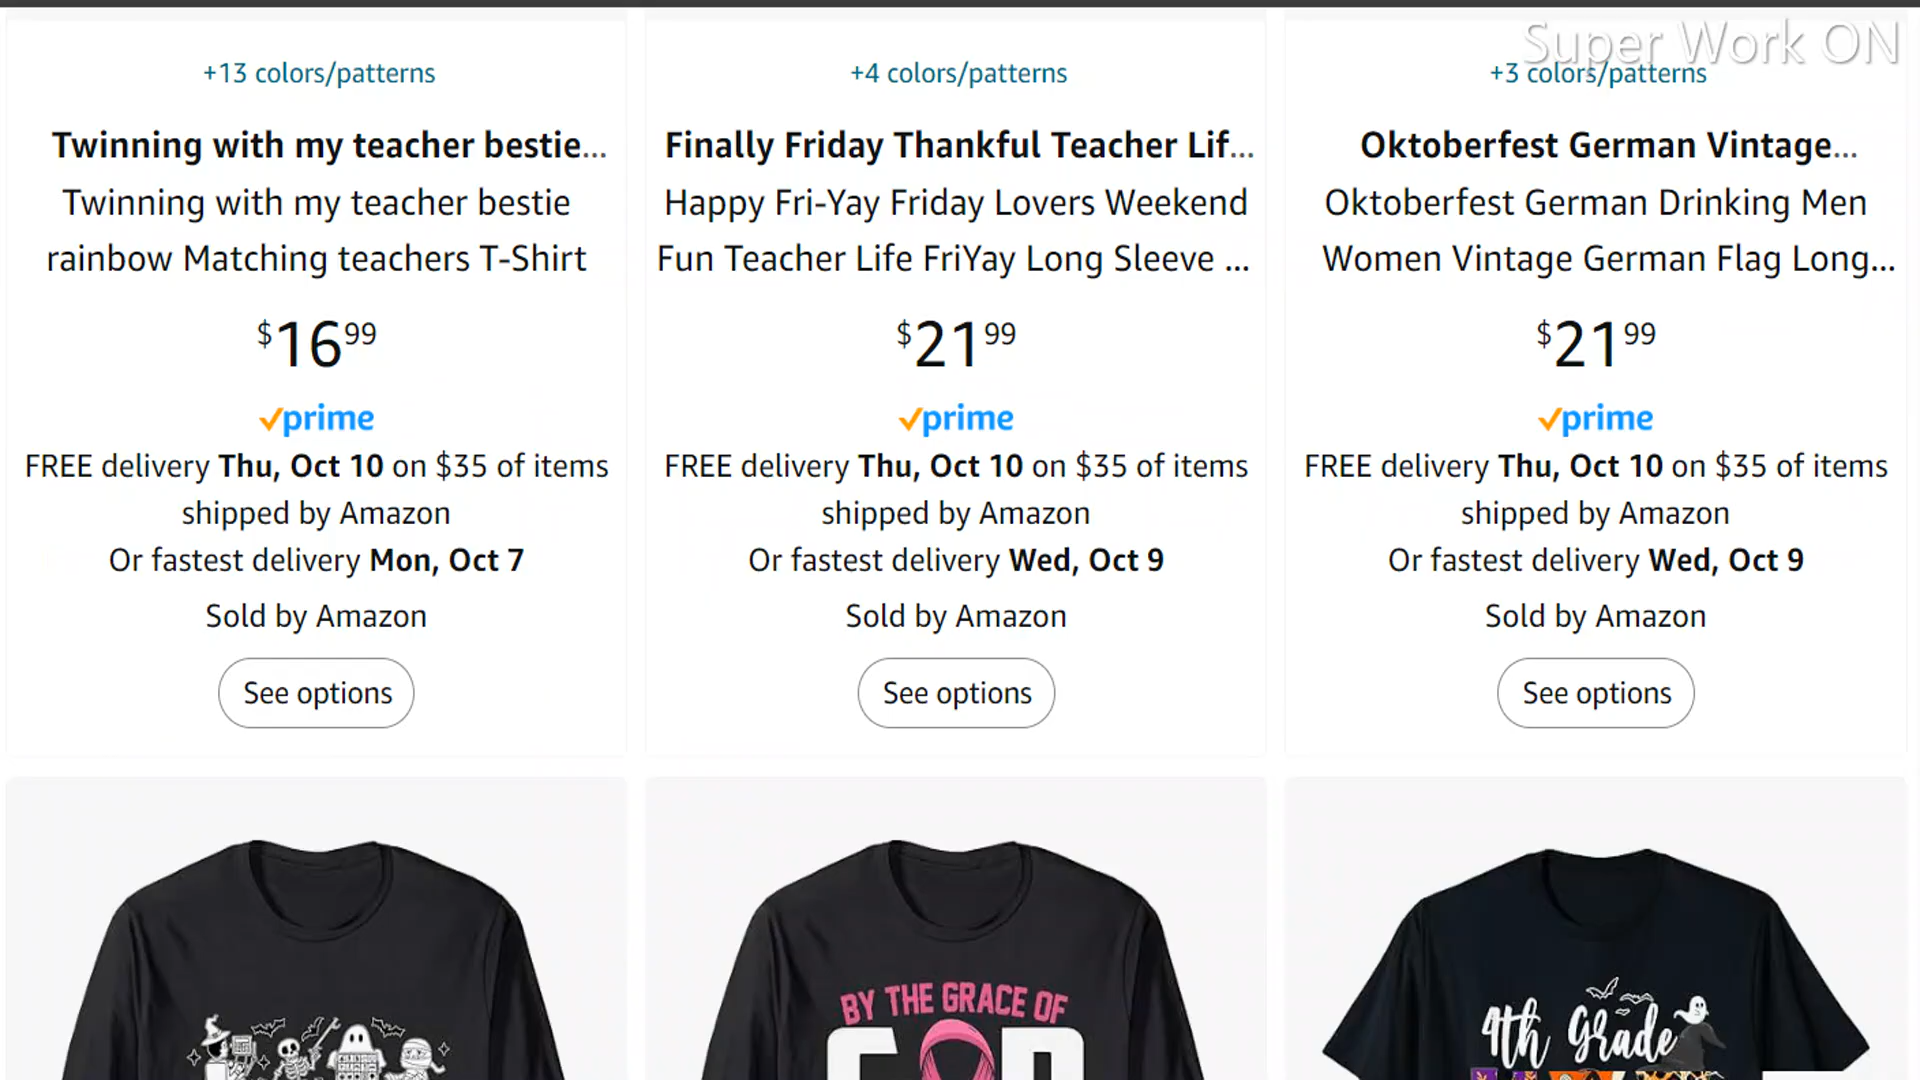 Super Work ON
+13 colors/patterns
Twinning with my teacher bestie...
Twinning with my teacher bestie
rainbow Matching teachers T-Shirt
$16 99
prime
FREE delivery Thu, Oct 10 on $35 of items
shipped by Amazon
Or fastest delivery Mon, Oct 7
Sold by Amazon
See options
+4 colors/patterns
Finally Friday Thankful Teacher Lif...
Happy Fri-Yay Friday Lovers Weekend
Fun Teacher Life FriYay Long Sleeve ...
$21 99
prime
FREE delivery Thu, Oct 10 on $35 of items
shipped by Amazon
Or fastest delivery Wed, Oct 9
Sold by Amazon
See options
+3 colors/patterns
Oktoberfest German Vintage...
Oktoberfest German Drinking Men
Women Vintage German Flag Long...
$21 99
prime
FREE delivery Thu, Oct 10 on $35 of items
shipped by Amazon
Or fastest delivery Wed, Oct 9
Sold by Amazon
See options
BY THE GRACE OF
GOD
4th Grade